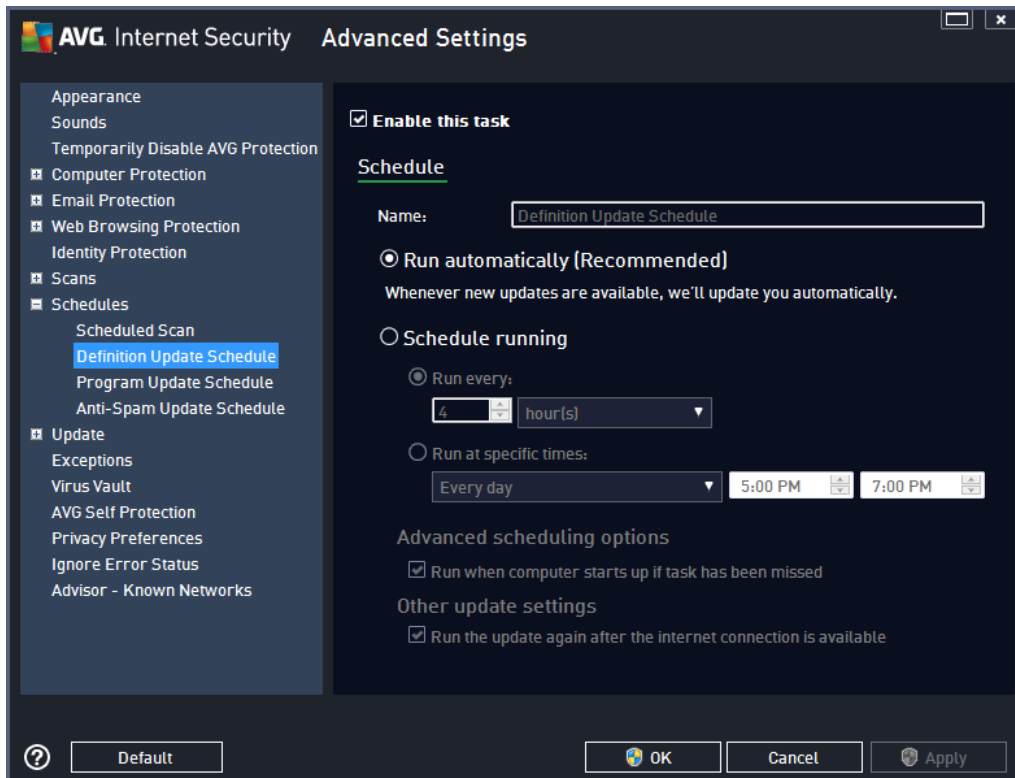 AVG. Internet Security Advanced Settings
Appearance
Sounds
Temporarily Disable AVG Protection
Computer Protection
Email Protection
Web Browsing Protection
Identity Protection
Scans
Schedules
Scheduled Scan
Definition Update Schedule
Program Update Schedule
Anti-Spam Update Schedule
Update
Exceptions
Virus Vault
AVG Self Protection
Privacy Preferences
Ignore Error Status
Advisor - Known Networks
Enable this task
Schedule
Name: Definition Update Schedule
Run automatically (Recommended)
Whenever new updates are available, we'll update you automatically.
Schedule running
Run every:
4 hour(s)
Run at specific times:
Every day 5:00 PM 7:00 PM
Advanced scheduling options
Run when computer starts up if task has been missed
Other update settings
Run the update again after the internet connection is available
? Default OK Cancel Apply